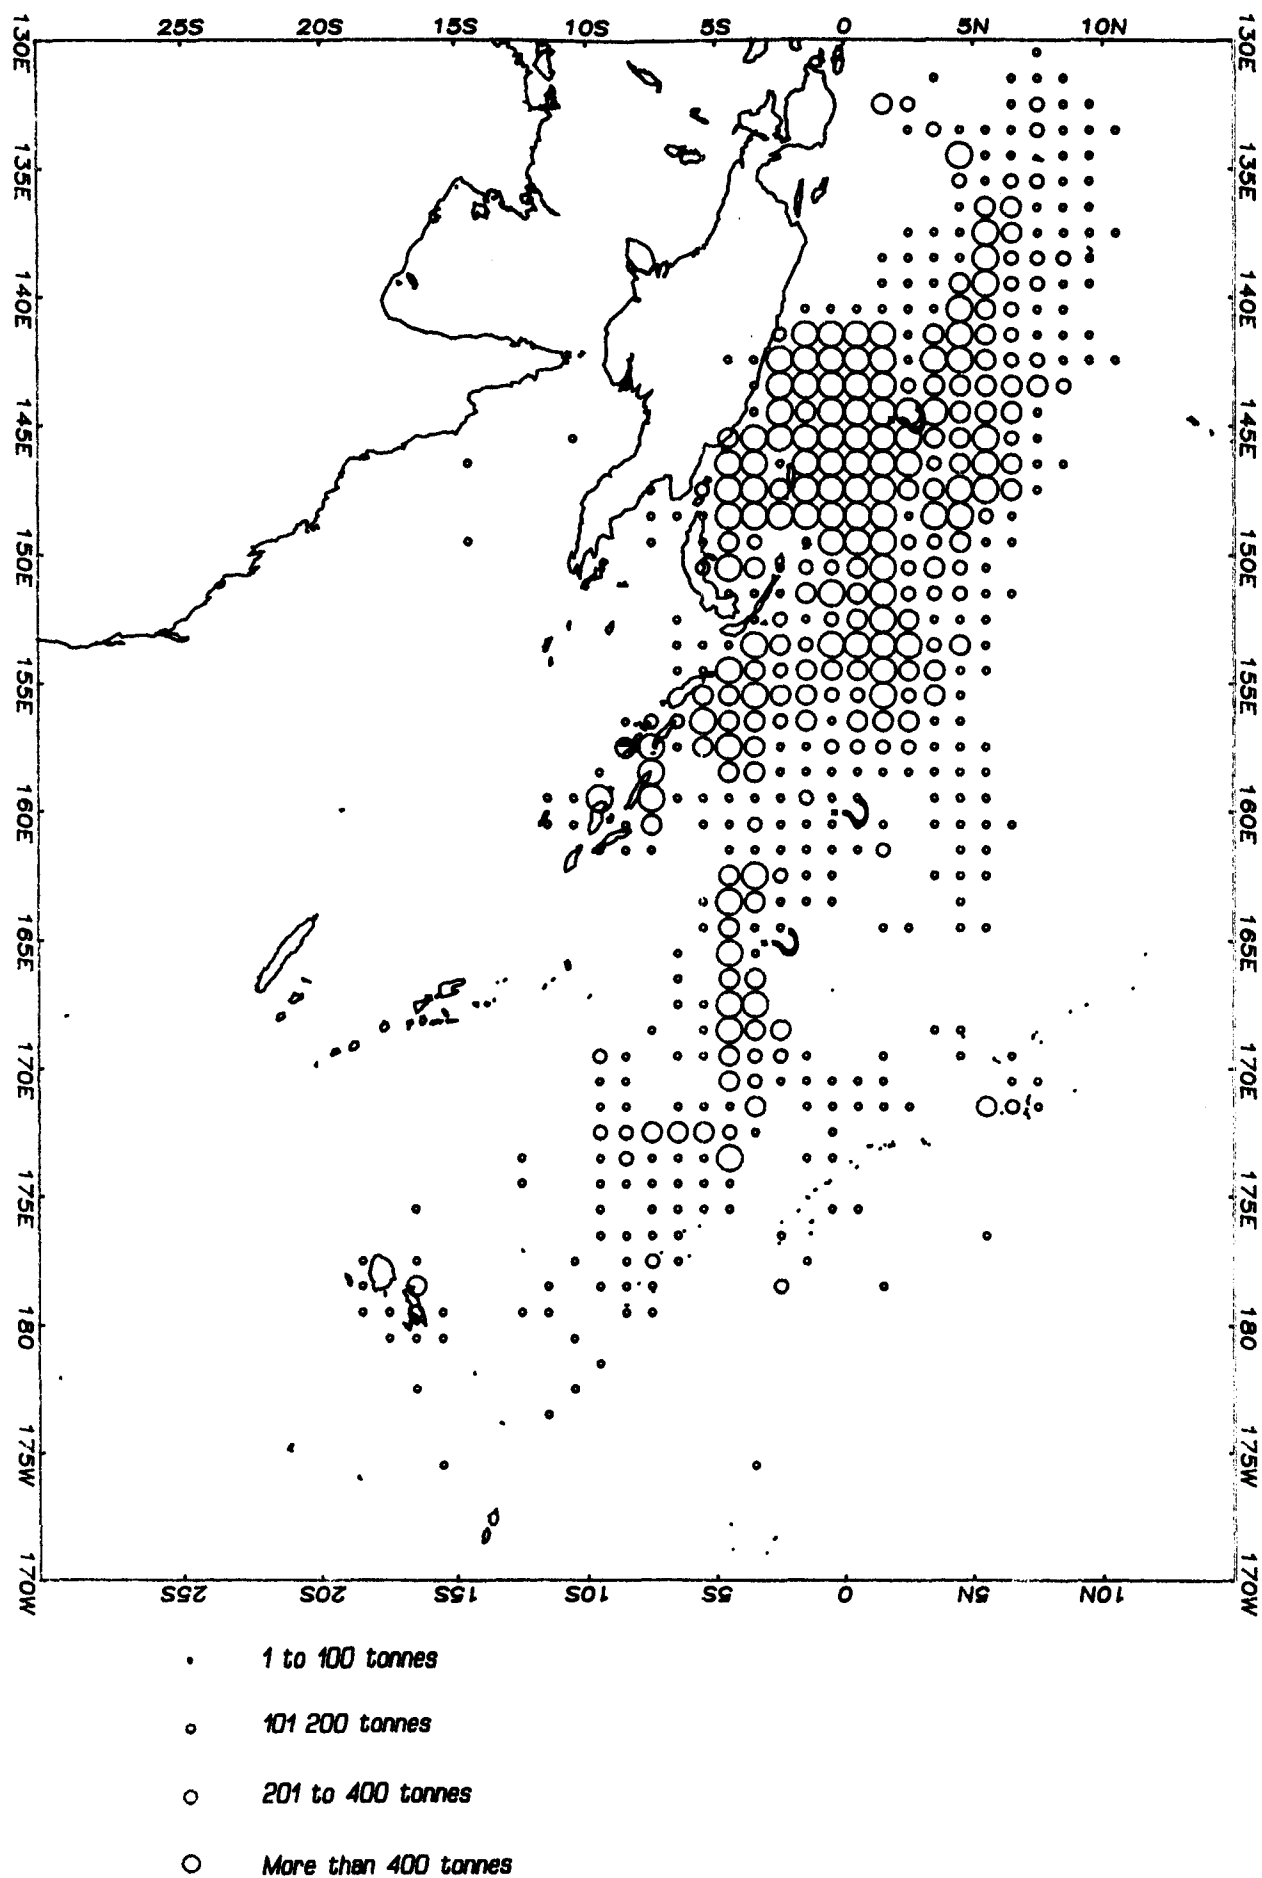 25S 20S 15S 10S 5S 0 5N 10N
130E 130E
135E 135E
140E 140E
145E 145E
?
150E 150E
155E 155E
160E 160E
?
165E 165E
?
170E 170E
175E 175E
180 180
175W 175W
170W 170W
25S 20S 15S 10S 5S 0 5N 10N
1 to 100 tonnes
101 200 tonnes
201 to 400 tonnes
More than 400 tonnes